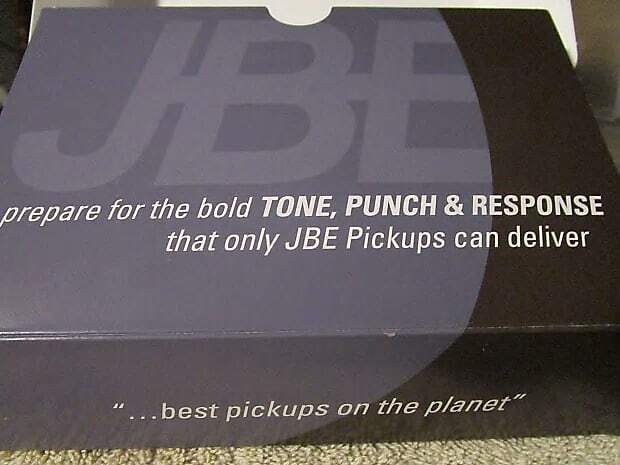 JBE
prepare for the bold TONE, PUNCH & RESPONSE
that only JBE Pickups can deliver
"...best pickups on the planet"